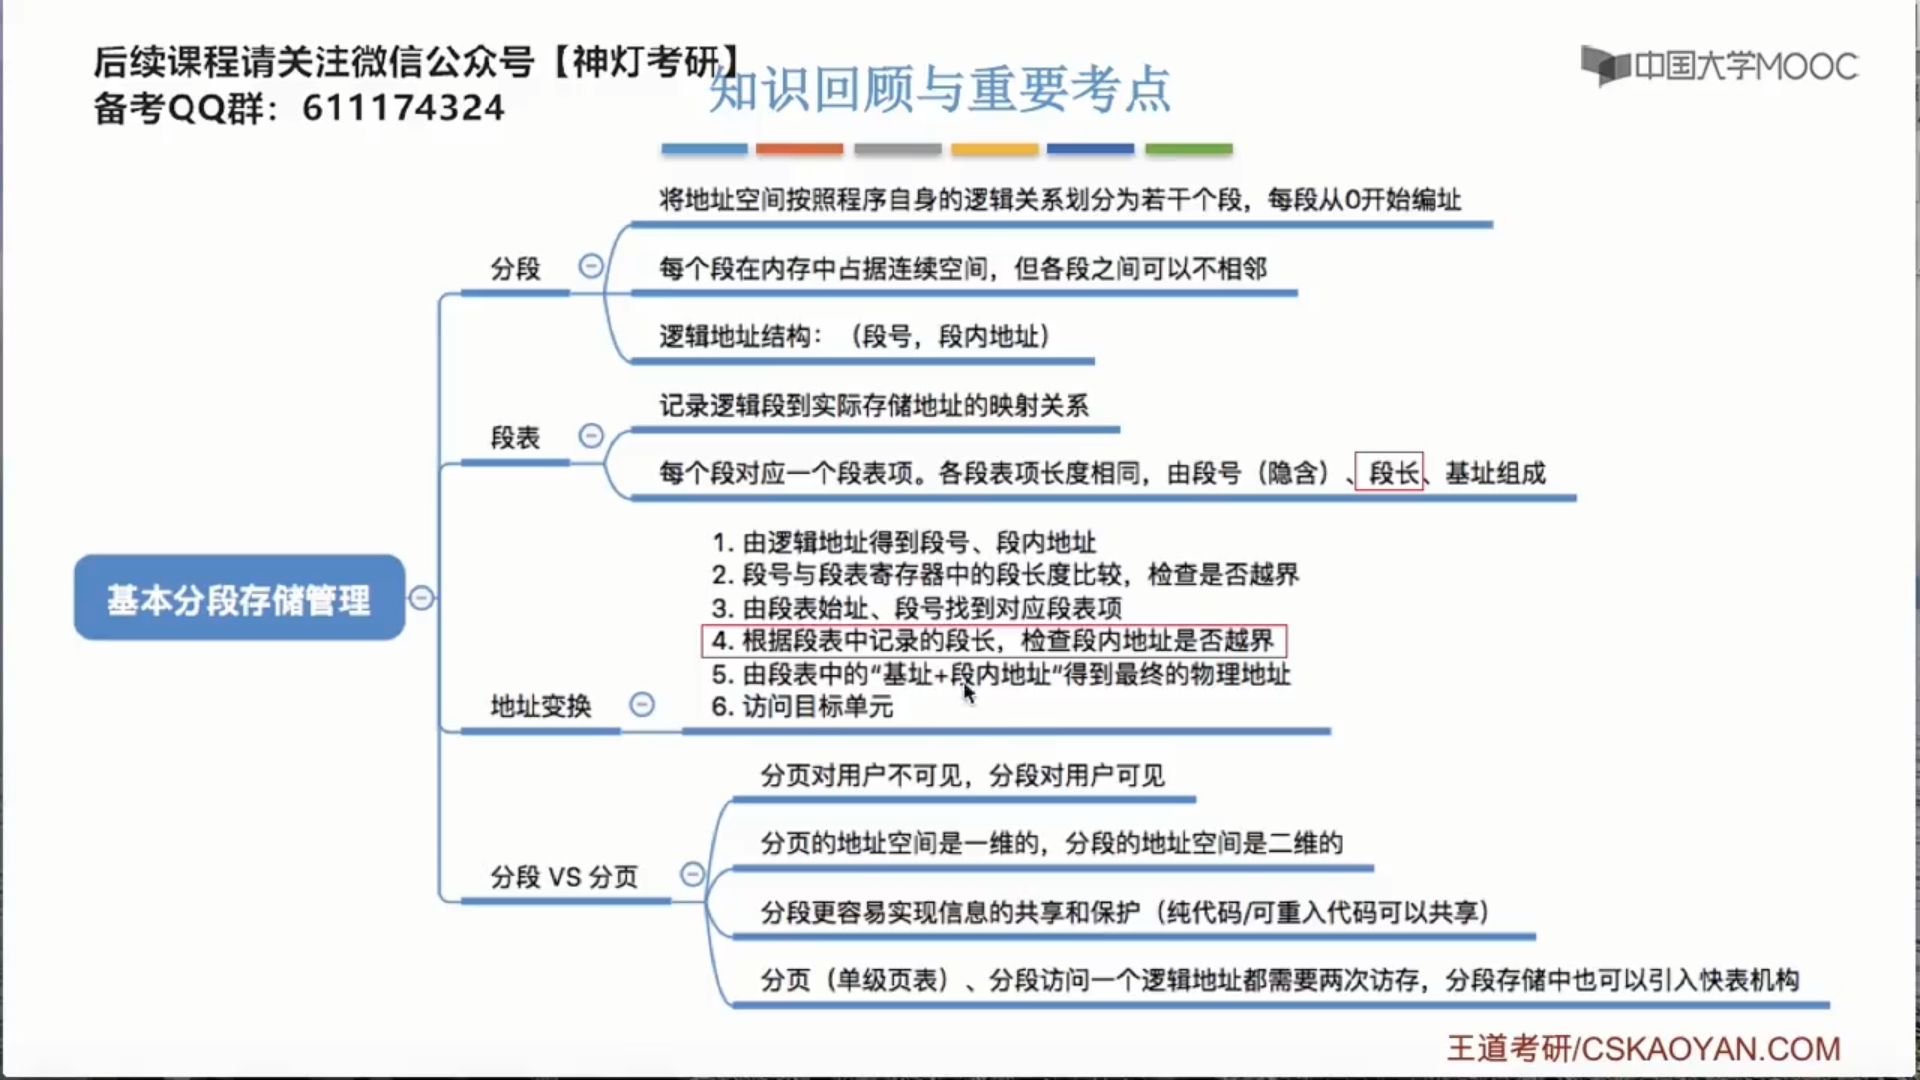 后续课程请关注微信公众号【神灯考研】
备考QQ群：611174324
知识回顾与重要考点
中国大学MOOC
基本分段存储管理
分段
将地址空间按照程序自身的逻辑关系划分为若干个段，每段从0开始编址
每个段在内存中占据连续空间，但各段之间可以不相邻
逻辑地址结构：（段号，段内地址）
段表
记录逻辑段到实际存储地址的映射关系
每个段对应一个段表项。各段表项长度相同，由段号（隐含）、段长、基址组成
地址变换
1. 由逻辑地址得到段号、段内地址
2. 段号与段表寄存器中的段长度比较，检查是否越界
3. 由段表始址、段号找到对应段表项
4. 根据段表中记录的段长，检查段内地址是否越界
5. 由段表中的“基址+段内地址”得到最终的物理地址
6. 访问目标单元
分段 VS 分页
分页对用户不可见，分段对用户可见
分页的地址空间是一维的，分段的地址空间是二维的
分段更容易实现信息的共享和保护（纯代码/可重入代码可以共享）
分页（单级页表）、分段访问一个逻辑地址都需要两次访存，分段存储中也可以引入快表机构
王道考研/CSKAOYAN.COM